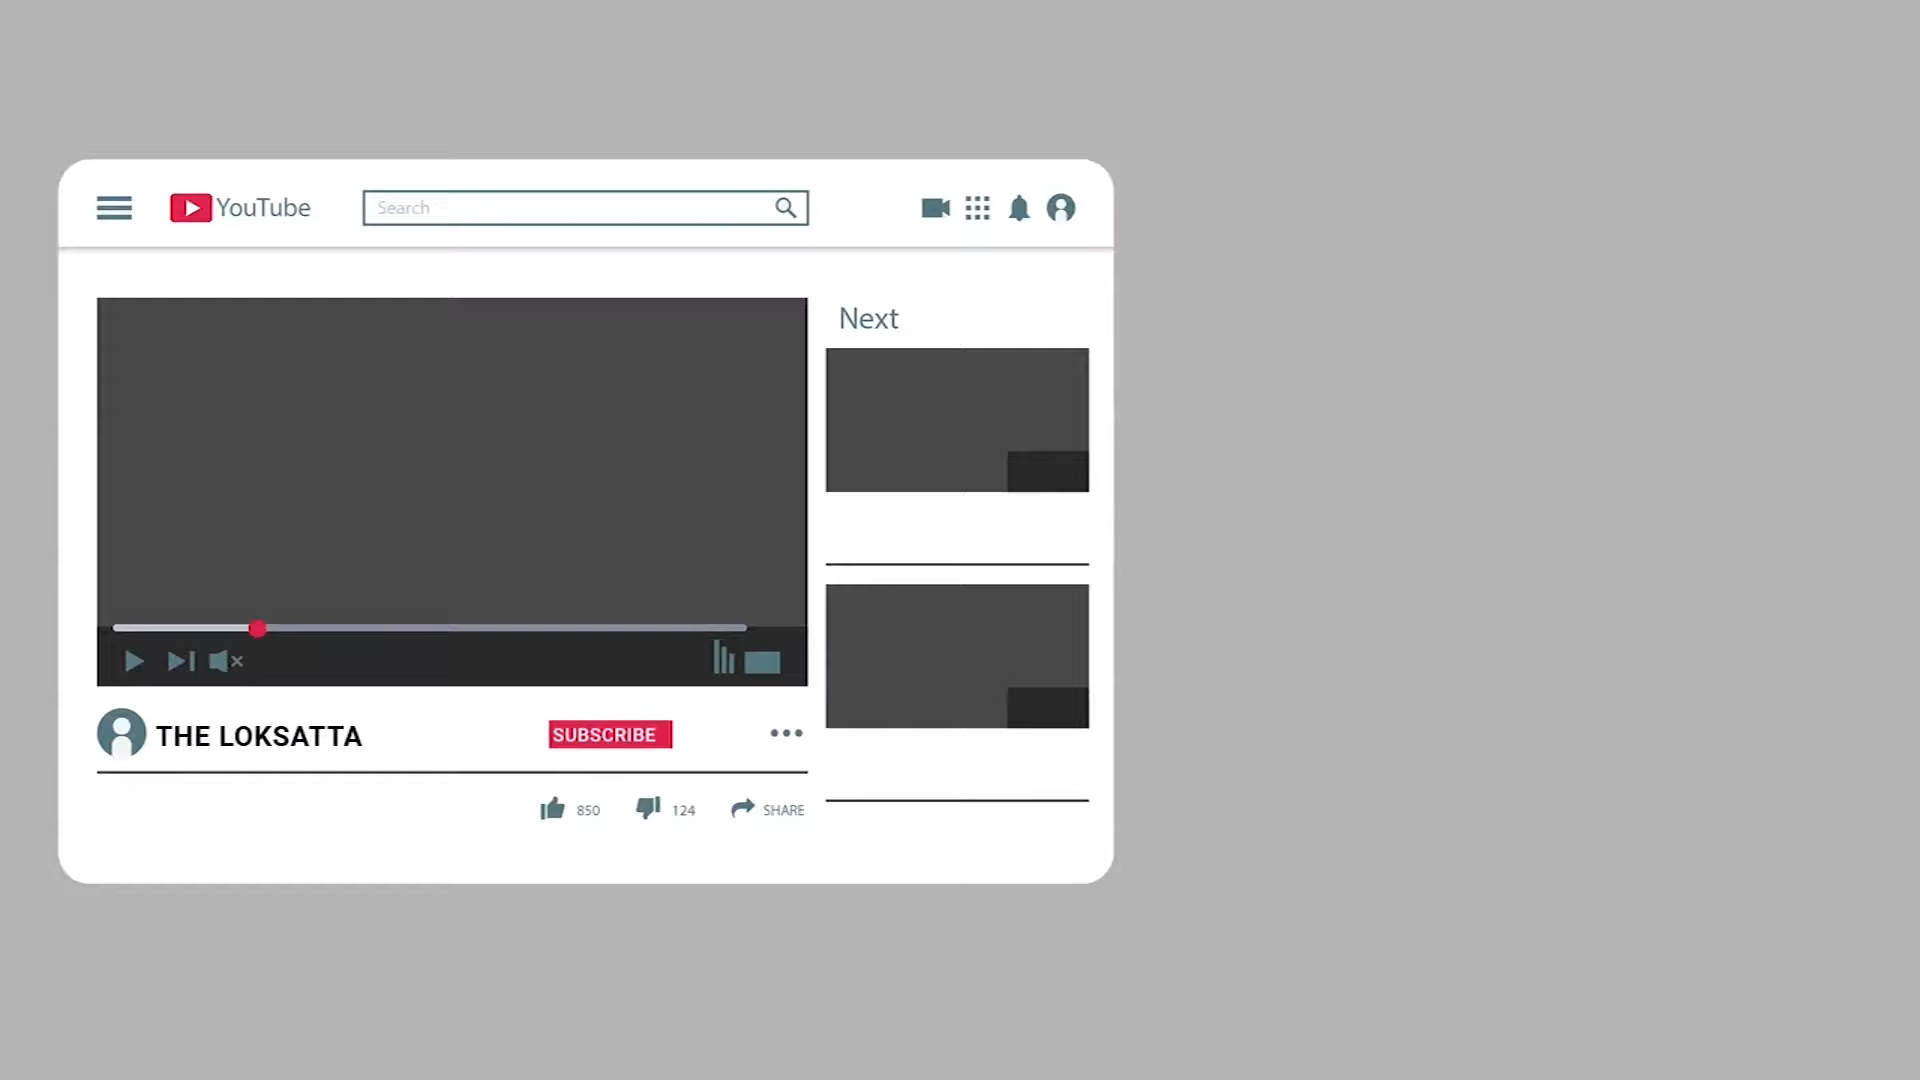 YouTube
Search
Next
THE LOKSATTA
SUBSCRIBE
850
124
SHARE